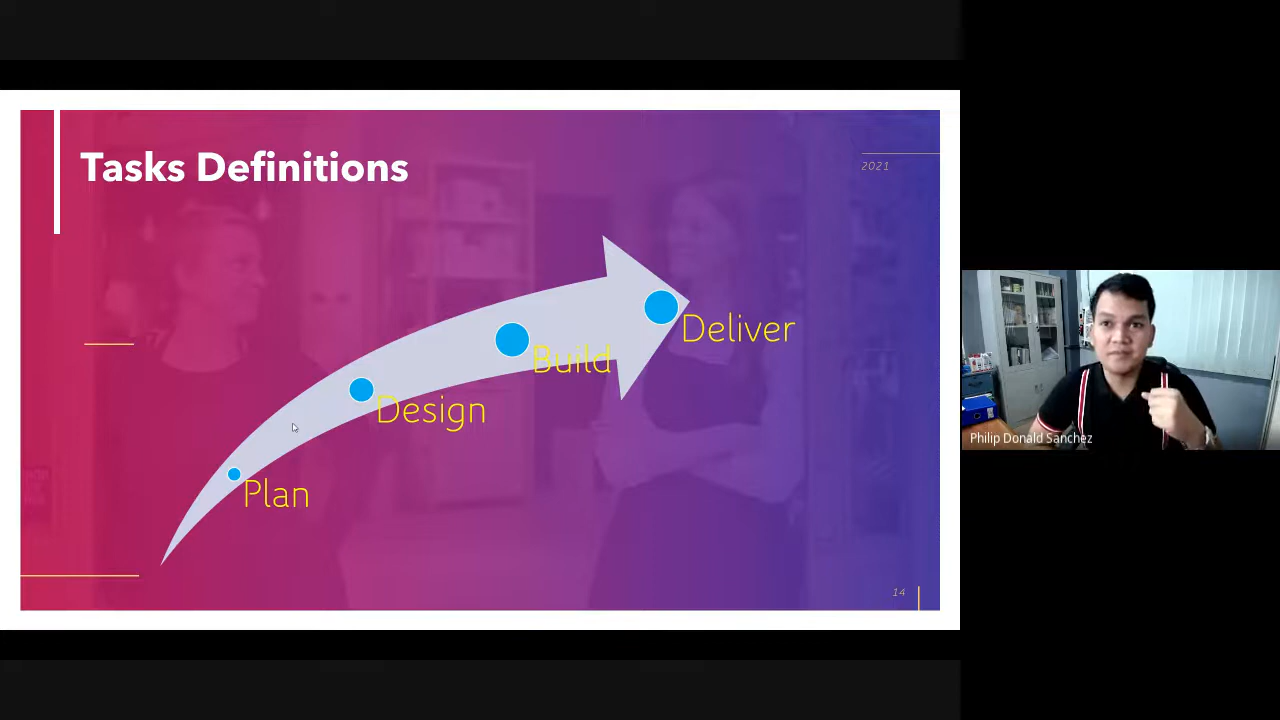 Tasks Definitions
2021
Deliver
Build
Design
Plan
14
Philip Donald Sanchez